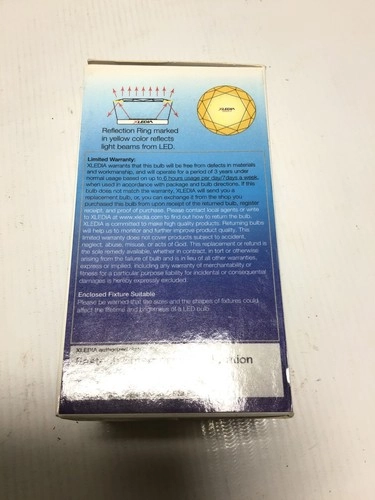 XLEDIA
XLEDIA
Reflection Ring marked
in yellow color reflects
light beams from LED.
Limited Warranty:
XLEDIA warrants that this bulb will be free from defects in materials
and workmanship, and will operate for a period of 3 years under
normal usage based on up to 6 hours usage per day/7days a week,
when used in accordance with package and bulb directions. If this
bulb does not match the warranty, XLEDIA will send you a
replacement bulb, or, you can exchange it from the shop you
purchased this bulb from upon receipt of the returned bulb, register
receipt, and proof of purchase. Please contact local agents or write
to XLEDIA at www.xledia.com to find out how to return the bulb.
XLEDIA is committed to make high quality products. Returning bulbs
will help us to monitor and further improve product quality. This
limited warranty does not cover products subject to accident,
neglect, abuse, misuse, or acts of God. This replacement or refund is
the sole remedy available, whether in contract, in tort or otherwise
arising from the failure of bulb and is in lieu of all other warranties,
express or implied, including any warranty of merchantability or
fitness for a particular purpose liability for incidental or consequential
damages is hereby expressly excluded.
Enclosed Fixture Suitable
Please be warned that the sizes and the shapes of fixtures could
affect the thermal and brightness of a LED bulb.
XLEDIA authorized